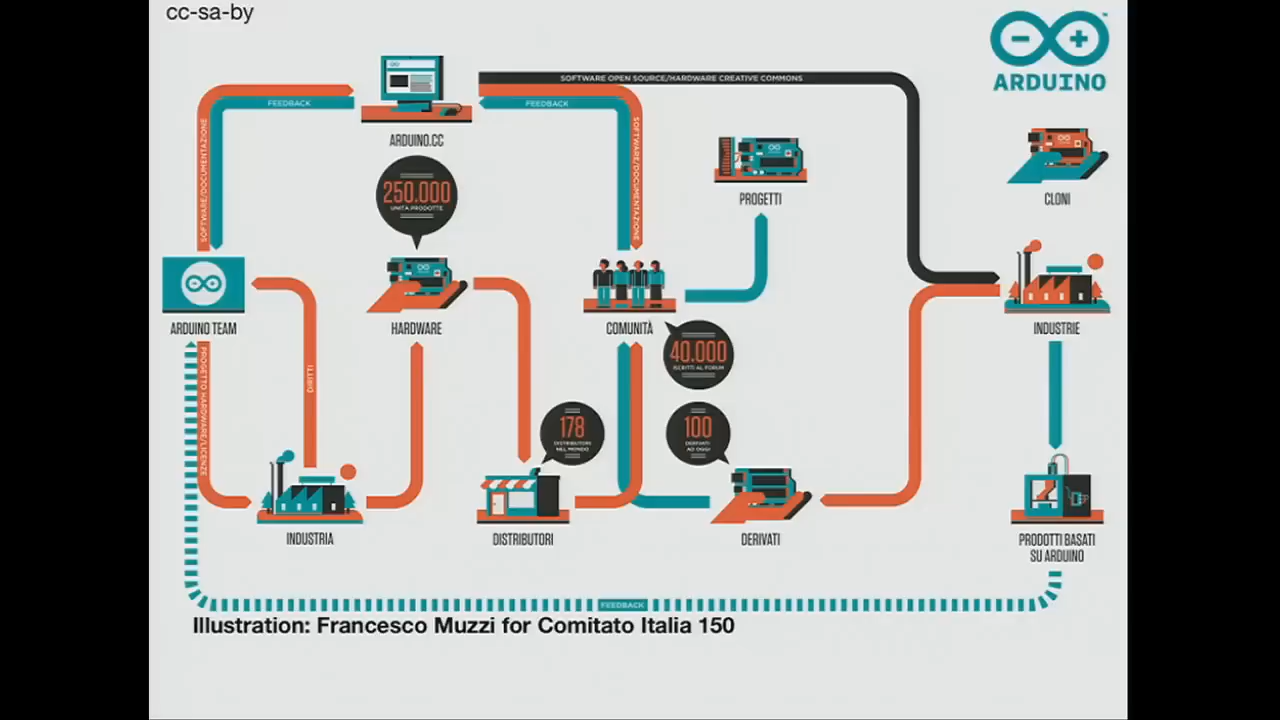 cc-sa-by
ARDUINO
SOFTWARE OPEN SOURCE/HARDWARE CREATIVE COMMONS
FEEDBACK
FEEDBACK
SOFTWARE/DOCUMENTAZIONE
SOFTWARE/DOCUMENTAZIONE
ARDUINO.CC
250.000
UNITÀ PRODOTTE
PROGETTI
CLONI
ARDUINO TEAM
HARDWARE
COMUNITÀ
INDUSTRIE
40.000
ISCRITTI AL FORUM
PROGETTO HARDWARE/LICENZE
DIRITTI
178
DISTRIBUTORI
NEL MONDO
100
DERIVATI
AD OGGI
INDUSTRIA
DISTRIBUTORI
DERIVATI
PRODOTTI BASATI
SU ARDUINO
FEEDBACK
Illustration: Francesco Muzzi for Comitato Italia 150